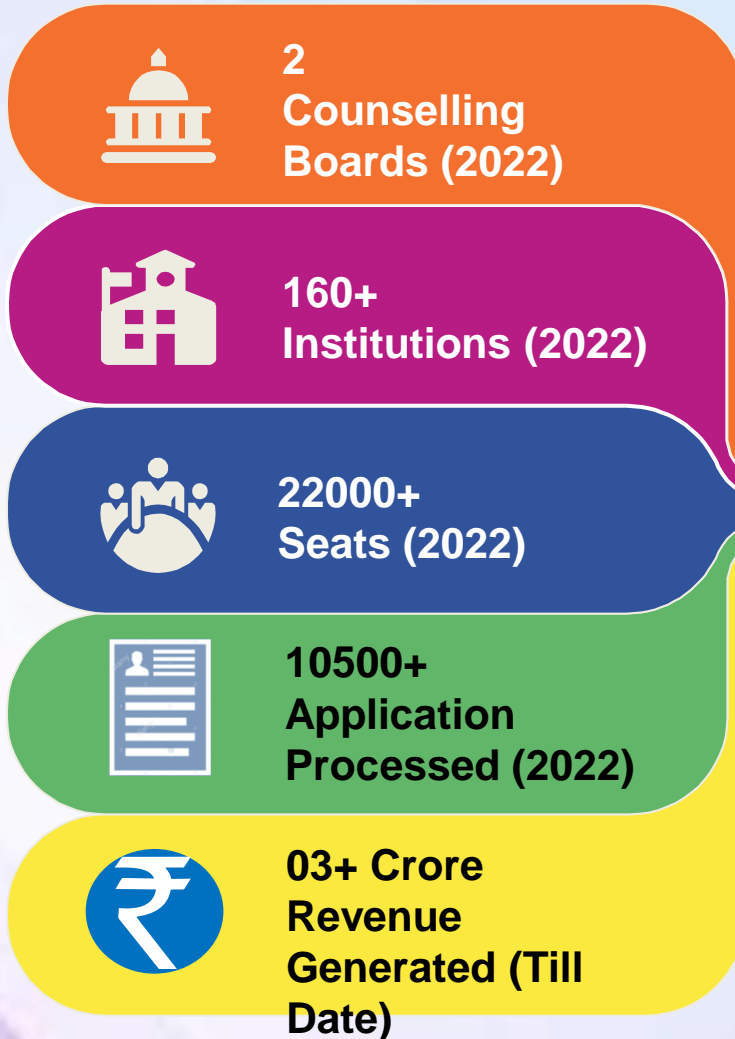 2
Counselling
Boards (2022)
160+
Institutions (2022)
22000+
Seats (2022)
10500+
Application
Processed (2022)
03+ Crore
Revenue
Generated (Till
Date)